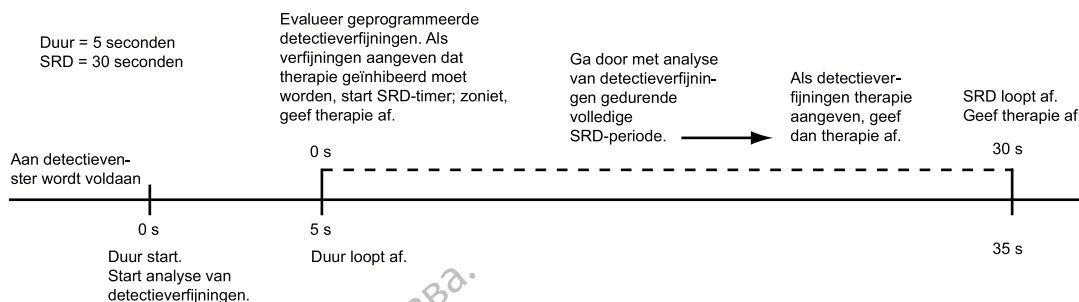 Duur = 5 seconden
SRD = 30 seconden
Evalueer geprogrammeerde
detectieverfijningen. Als
verfijningen aangeven dat
therapie geïnhibeerd moet
worden, start SRD-timer; zoniet,
geef therapie af.
Ga door met analyse
van detectieverfijnin-
gen gedurende
volledige
SRD-periode.
Als detectiever-
fijningen therapie
aangeven, geef
dan therapie af.
SRD loopt af.
Geef therapie af
Aan detectieven-
ster wordt voldaan
0 s
30 s
0 s
5 s
35 s
Duur start.
Start analyse van
detectieverfijningen.
Duur loopt af.